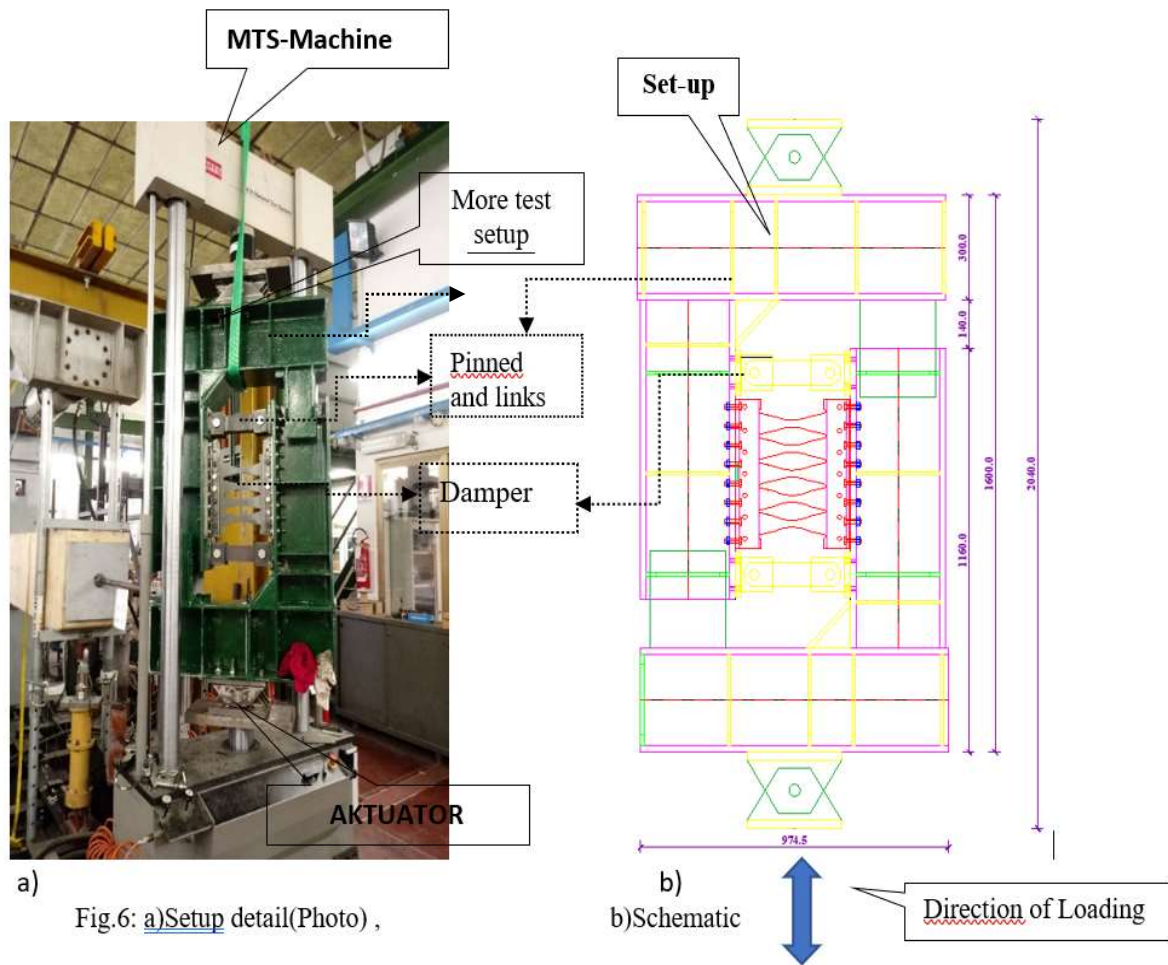 MTS-Machine
Set-up
More test
setup
Pinned
and links
Damper
AKTUATOR
300.0
140.0
1160.0
1600.0
2040.0
974.5
a)
b)
Fig.6: a)Setup detail(Photo) ,
b)Schematic
Direction of Loading